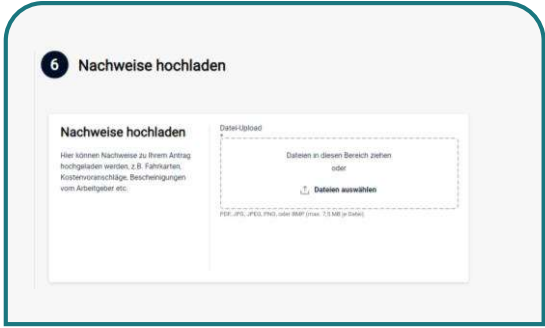 6 Nachweise hochladen
Nachweise hochladen
Hier können Nachweise zu Ihrem Antrag
hochgeladen werden, z.B. Fahrkarten,
Kostenvoranschläge, Bescheinigungen
vom Arbeitgeber etc.
Datei-Upload
Dateien in diesen Bereich ziehen
oder
Dateien auswählen
PDF, JPG, JPEG, PNG, oder BMP (max. 7,5 MB je Datei)